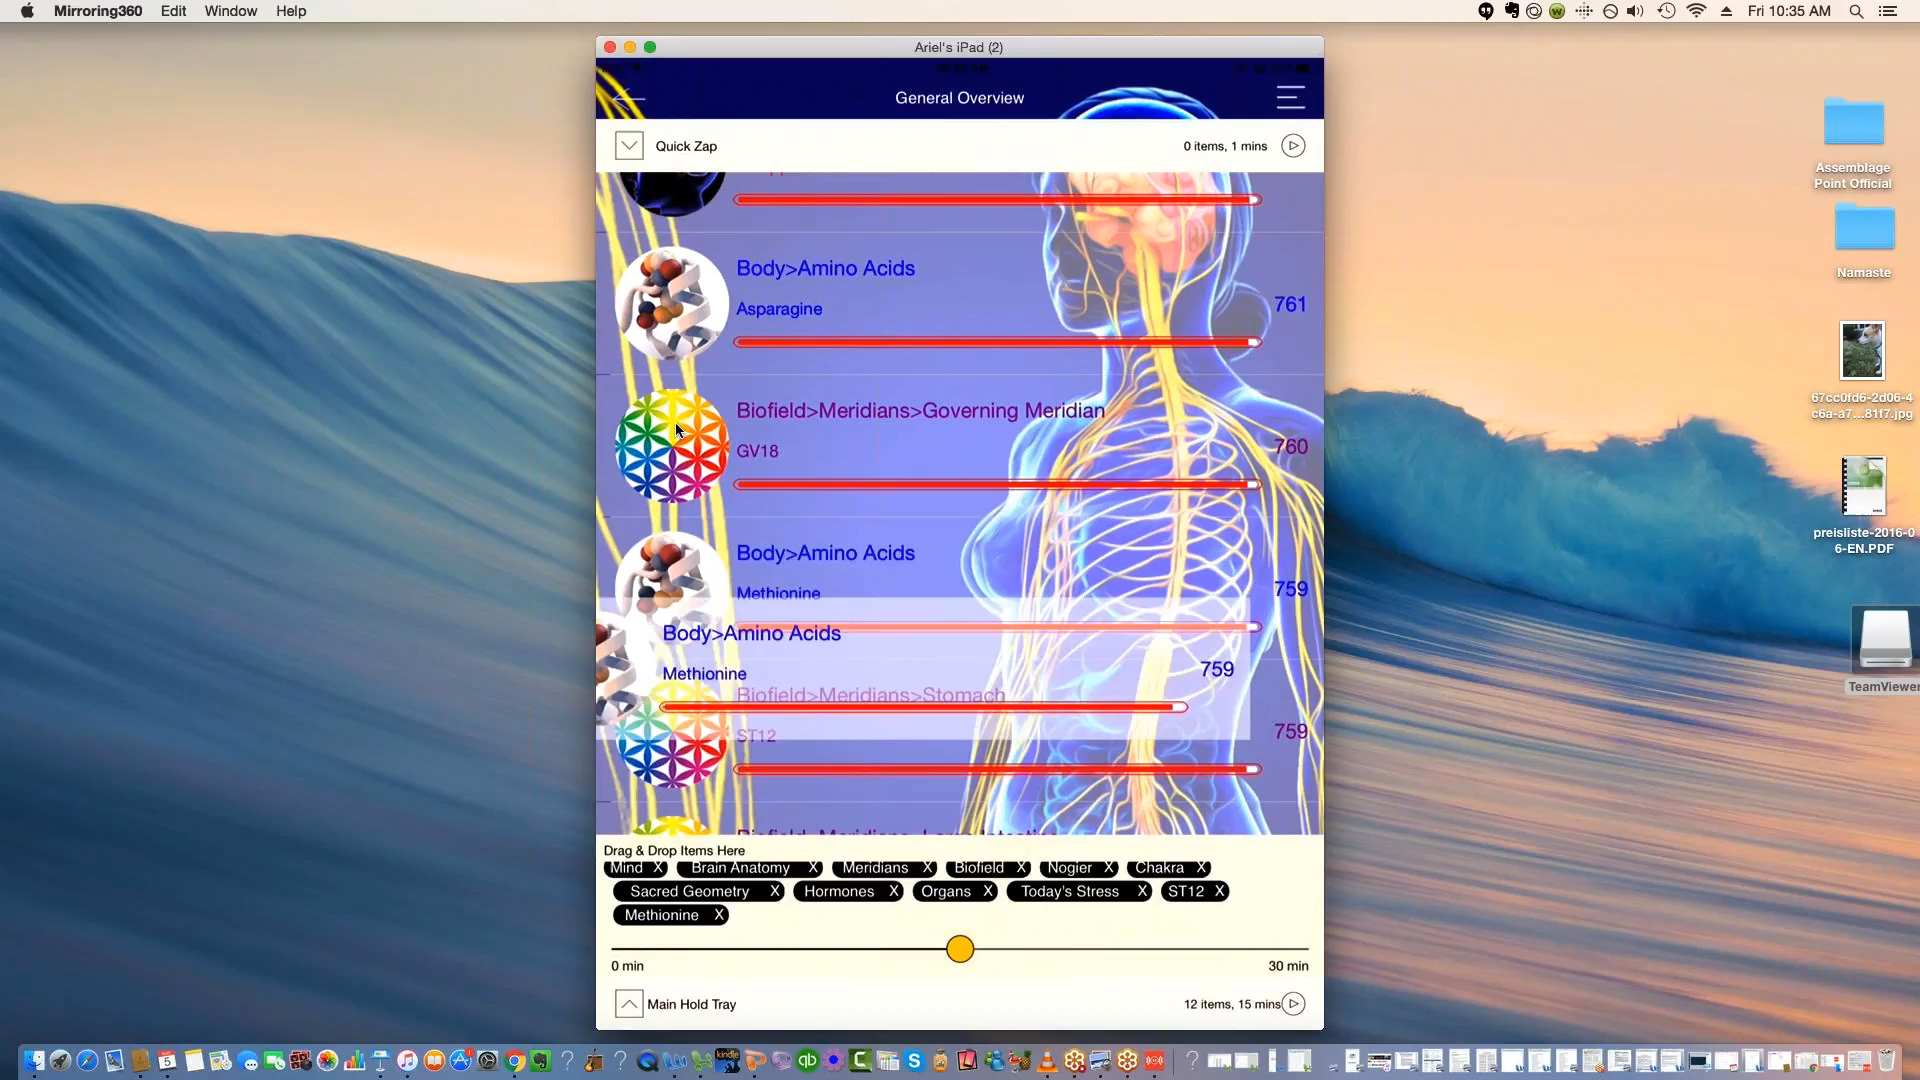 Mirroring360 Edit Window Help
Fri 10:35 AM
Ariel's iPad (2)
General Overview
Quick Zap
0 items, 1 mins
Body>Amino Acids
Asparagine
761
Biofield>Meridians>Governing Meridian
GV18
760
Body>Amino Acids
Methionine
759
Body>Amino Acids
Methionine
759
Biofield>Meridians>Stomach
ST12
759
Drag & Drop Items Here
Mind X Brain Anatomy X Meridians X Biofield X Nogier X Chakra X
Sacred Geometry X Hormones X Organs X Today's Stress X ST12 X
Methionine X
0 min
30 min
Main Hold Tray
12 items, 15 mins
Assemblage
Point Official
Namaste
67cc0fd6-2d06-4
c6a-a7...81f7.jpg
preisliste-2016-0
6-EN.PDF
TeamViewer